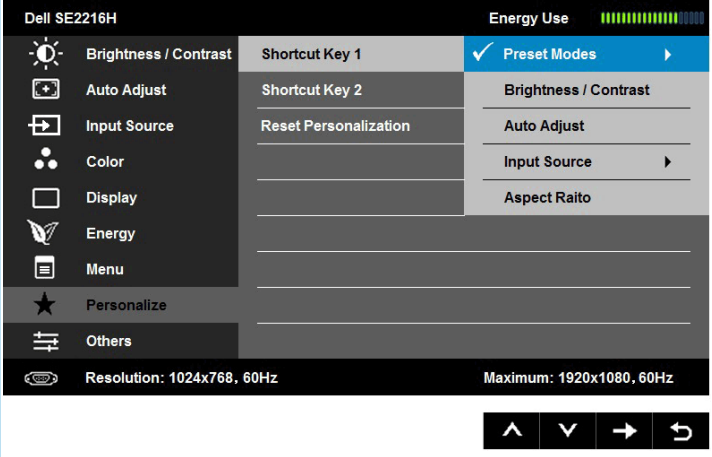 Dell SE2216H Energy Use
Brightness / Contrast Shortcut Key 1 Preset Modes
Auto Adjust Shortcut Key 2 Brightness / Contrast
Input Source Reset Personalization Auto Adjust
Color Input Source
Display Aspect Raito
Energy
Menu
Personalize
Others
Resolution: 1024x768, 60Hz Maximum: 1920x1080, 60Hz